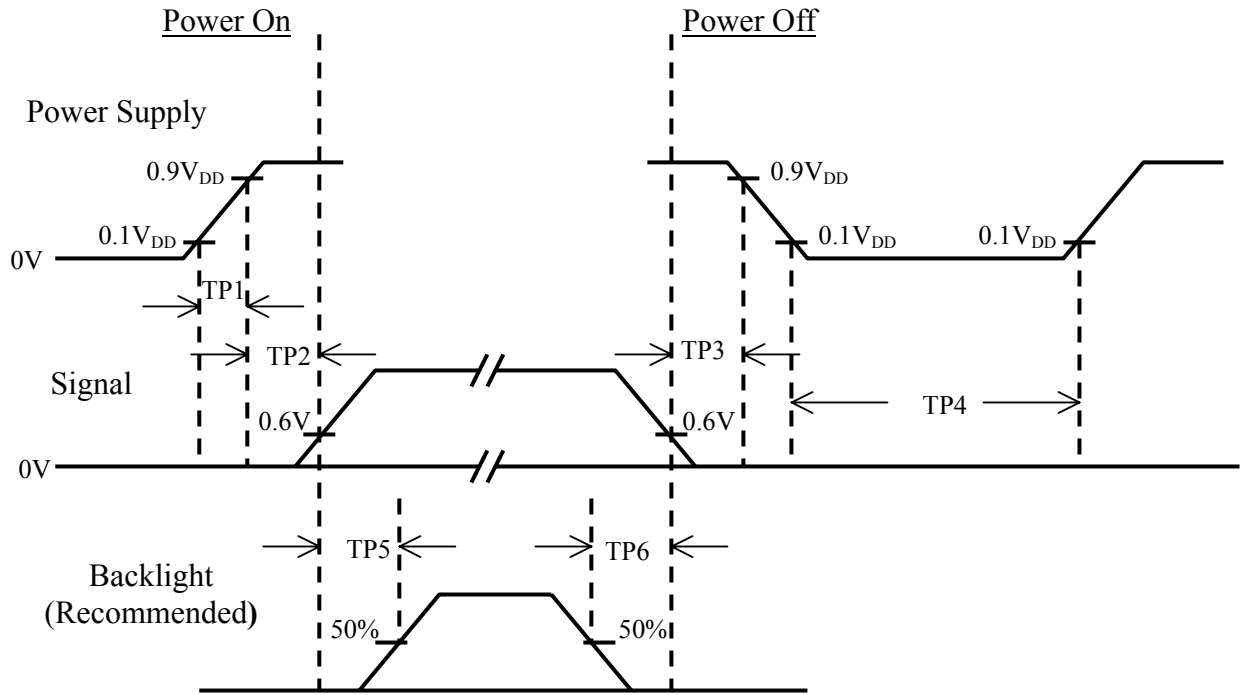 Power On
Power Off
Power Supply
0.9VDD
0.9VDD
0.1VDD
0.1VDD
0.1VDD
0V
TP1
TP2
TP3
Signal
TP4
0.6V
0.6V
0V
TP5
TP6
Backlight
(Recommended)
50%
50%